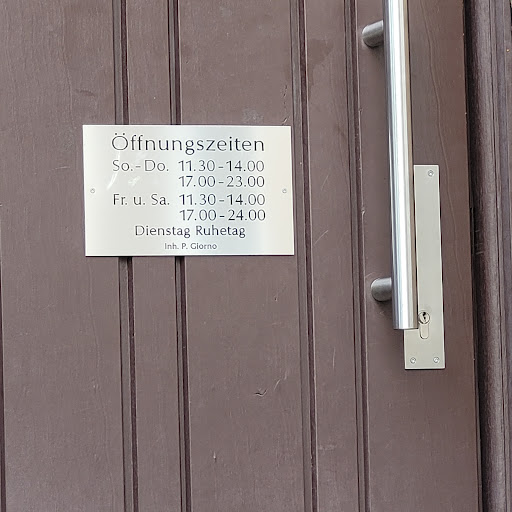 Öffnungszeiten
So.-Do. 11.30-14.00
17.00-23.00
Fr. u. Sa. 11.30-14.00
17.00-24.00
Dienstag Ruhetag
Inh. P. Giorno